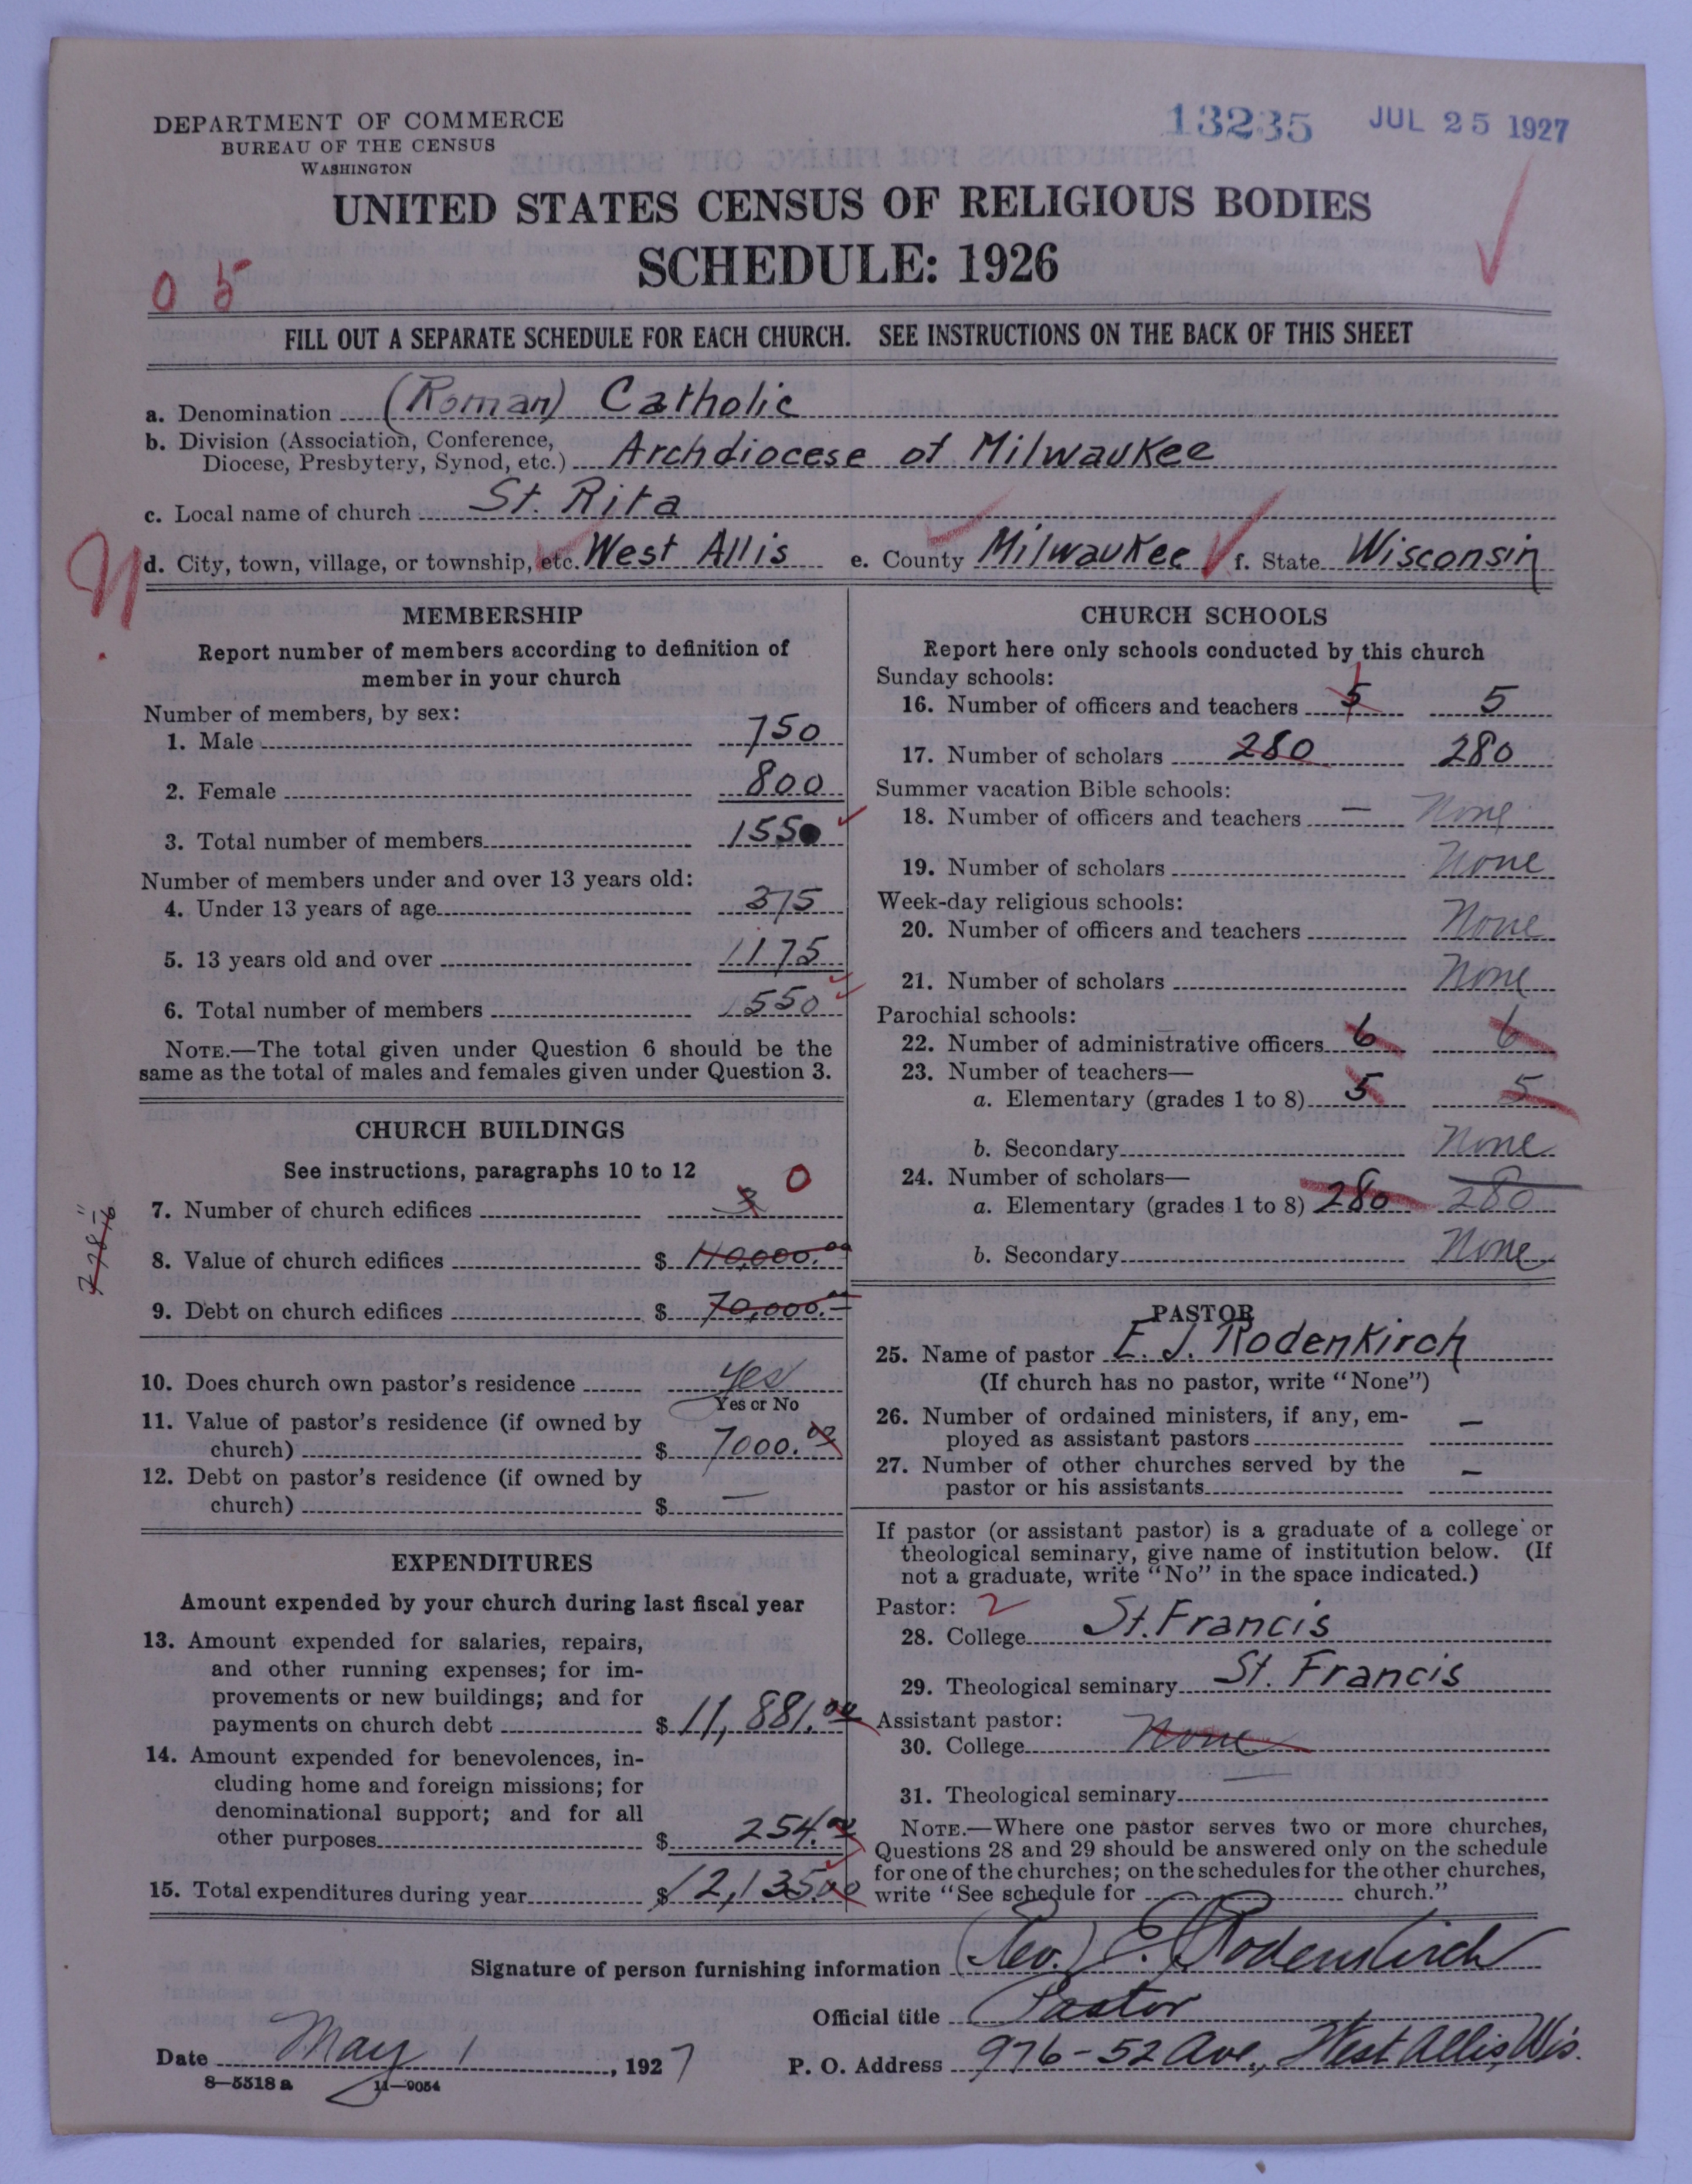 DEPARTMENT OF COMMERCE
BUREAU OF THE CENSUS
WASHINGTON
13235 JUL 25 1927
UNITED STATES CENSUS OF RELIGIOUS BODIES
SCHEDULE: 1926
0 5
FILL OUT A SEPARATE SCHEDULE FOR EACH CHURCH. SEE INSTRUCTIONS ON THE BACK OF THIS SHEET
a. Denomination (Roman) Catholic
b. Division (Association, Conference,
Diocese, Presbytery, Synod, etc.) Archdiocese of Milwaukee
c. Local name of church St. Rita
d. City, town, village, or township, etc. West Allis e. County Milwaukee f. State Wisconsin
MEMBERSHIP
Report number of members according to definition of
member in your church
Number of members, by sex:
1. Male 750
2. Female 800
3. Total number of members 1550
Number of members under and over 13 years old:
4. Under 13 years of age 375
5. 13 years old and over 1175
6. Total number of members 1550
NOTE.—The total given under Question 6 should be the
same as the total of males and females given under Question 3.
CHURCH BUILDINGS
See instructions, paragraphs 10 to 12
7. Number of church edifices 0
8. Value of church edifices $ 140,000.00
9. Debt on church edifices $ 70,000.00
10. Does church own pastor's residence yes
Yes or No
11. Value of pastor's residence (if owned by
church) $ 7000.00
12. Debt on pastor's residence (if owned by
church) $ —
EXPENDITURES
Amount expended by your church during last fiscal year
13. Amount expended for salaries, repairs,
and other running expenses; for im-
provements or new buildings; and for
payments on church debt $ 11,881.00
14. Amount expended for benevolences, in-
cluding home and foreign missions; for
denominational support; and for all
other purposes $ 254.00
15. Total expenditures during year $ 12,135.00
CHURCH SCHOOLS
Report here only schools conducted by this church
Sunday schools:
16. Number of officers and teachers 5 5
17. Number of scholars 280 280
Summer vacation Bible schools:
18. Number of officers and teachers — None
19. Number of scholars None
Week-day religious schools:
20. Number of officers and teachers None
21. Number of scholars None
Parochial schools:
22. Number of administrative officers 6 6
23. Number of teachers—
a. Elementary (grades 1 to 8) 5 5
b. Secondary None
24. Number of scholars—
a. Elementary (grades 1 to 8) 280 280
b. Secondary None
PASTOR
25. Name of pastor E. J. Rodenkirch
(If church has no pastor, write "None")
26. Number of ordained ministers, if any, em-
ployed as assistant pastors —
27. Number of other churches served by the
pastor or his assistants —
If pastor (or assistant pastor) is a graduate of a college or
theological seminary, give name of institution below. (If
not a graduate, write "No" in the space indicated.)
Pastor: 2
28. College St. Francis
29. Theological seminary St. Francis
Assistant pastor:
30. College None
31. Theological seminary —
NOTE.—Where one pastor serves two or more churches,
Questions 28 and 29 should be answered only on the schedule
for one of the churches; on the schedules for the other churches,
write "See schedule for church."
Signature of person furnishing information (Rev.) E. J. Rodenkirch
Official title Pastor
Date May 1, 1927 P. O. Address 976-52 Ave., West Allis, Wis.
8—5518 a 11—9054